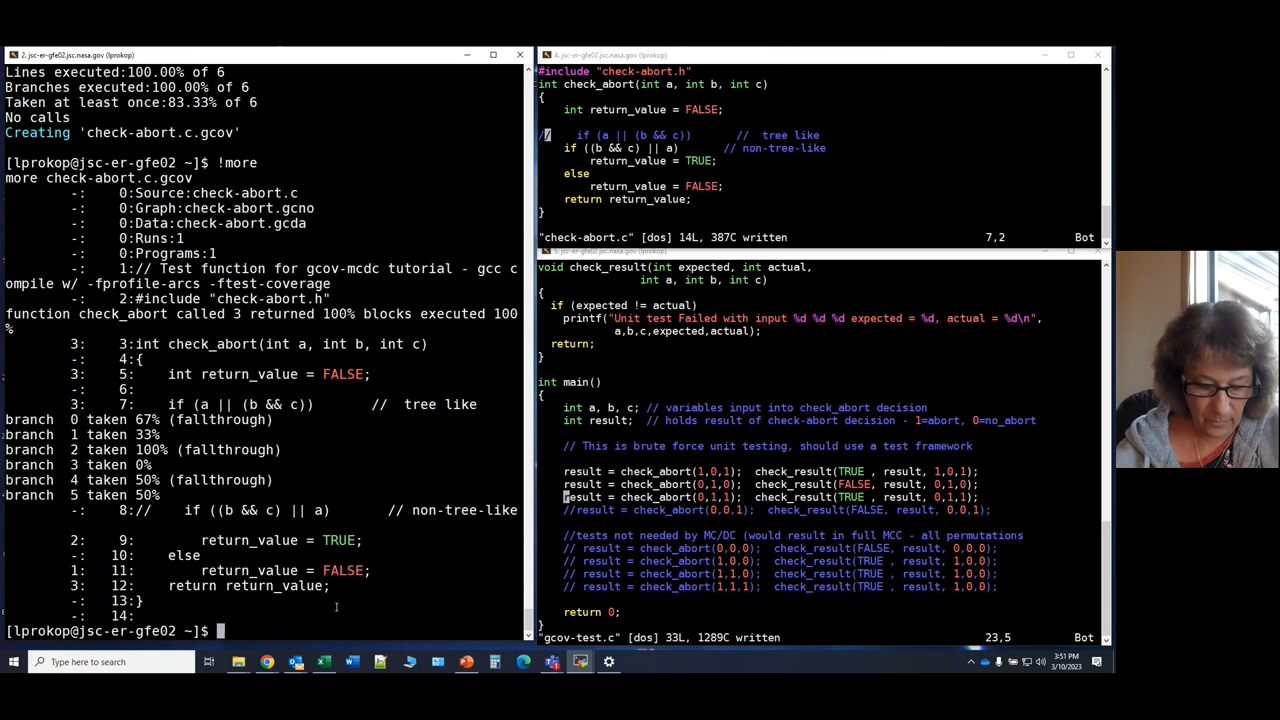 2. jsc-er-gfe02.jsc.nasa.gov (lprokop)
Lines executed:100.00% of 6
Branches executed:100.00% of 6
Taken at least once:83.33% of 6
No calls
Creating 'check-abort.c.gcov'
[lprokop@jsc-er-gfe02 ~]$ !more
more check-abort.c.gcov
-: 0:Source:check-abort.c
-: 0:Graph:check-abort.gcno
-: 0:Data:check-abort.gcda
-: 0:Runs:1
-: 0:Programs:1
-: 1:// Test function for gcov-mcdc tutorial - gcc c
ompile w/ -fprofile-arcs -ftest-coverage
-: 2:#include "check-abort.h"
function check_abort called 3 returned 100% blocks executed 100
%
3: 3:int check_abort(int a, int b, int c)
-: 4:{
3: 5: int return_value = FALSE;
-: 6:
3: 7: if (a || (b && c)) // tree like
branch 0 taken 67% (fallthrough)
branch 1 taken 33%
branch 2 taken 100% (fallthrough)
branch 3 taken 0%
branch 4 taken 50% (fallthrough)
branch 5 taken 50%
-: 8:// if ((b && c) || a) // non-tree-like
2: 9: return_value = TRUE;
-: 10: else
1: 11: return_value = FALSE;
3: 12: return return_value;
-: 13:}
-: 14:
[lprokop@jsc-er-gfe02 ~]$
4. jsc-er-gfe02.jsc.nasa.gov (lprokop)
#include "check-abort.h"
int check_abort(int a, int b, int c)
{
int return_value = FALSE;
// if (a || (b && c)) // tree like
if ((b && c) || a) // non-tree-like
return_value = TRUE;
else
return_value = FALSE;
return return_value;
}
"check-abort.c" [dos] 14L, 387C written 7,2 Bot
jsc-er-gfe02.jsc.nasa.gov (lprokop)
void check_result(int expected, int actual,
int a, int b, int c)
{
if (expected != actual)
printf("Unit test Failed with input %d %d %d expected = %d, actual = %d\n",
a,b,c,expected,actual);
return;
}
int main()
{
int a, b, c; // variables input into check_abort decision
int result; // holds result of check-abort decision - 1=abort, 0=no_abort
// This is brute force unit testing, should use a test framework
result = check_abort(1,0,1); check_result(TRUE , result, 1,0,1);
result = check_abort(0,1,0); check_result(FALSE, result, 0,1,0);
result = check_abort(0,1,1); check_result(TRUE , result, 0,1,1);
//result = check_abort(0,0,1); check_result(FALSE, result, 0,0,1);
//tests not needed by MC/DC (would result in full MCC - all permutations
// result = check_abort(0,0,0); check_result(FALSE, result, 0,0,0);
// result = check_abort(1,0,0); check_result(TRUE , result, 1,0,0);
// result = check_abort(1,1,0); check_result(TRUE , result, 1,0,0);
// result = check_abort(1,1,1); check_result(TRUE , result, 1,0,0);
return 0;
}
"gcov-test.c" [dos] 33L, 1289C written 23,5 Bot
Type here to search
3:51 PM
3/10/2023